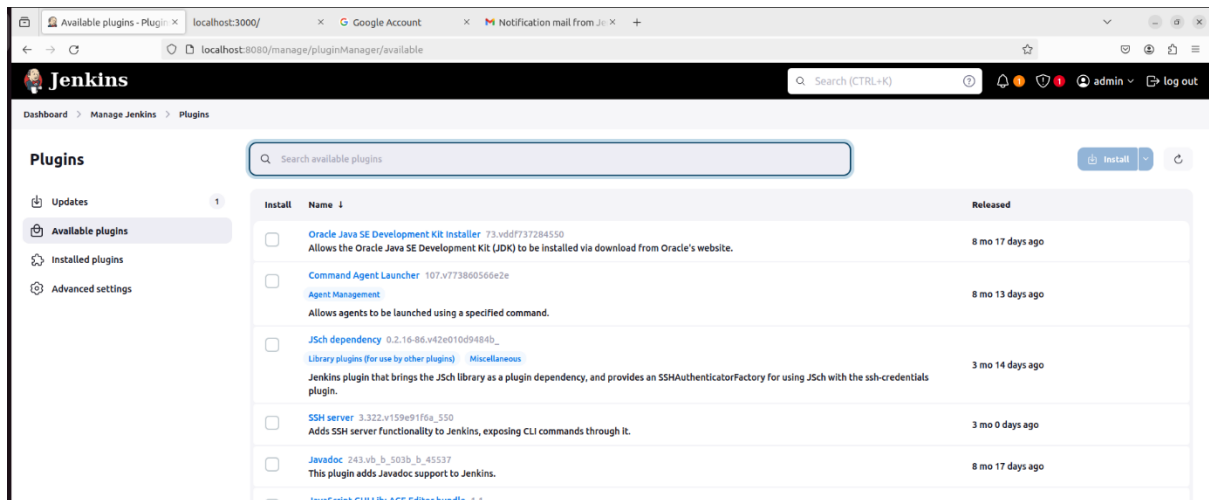 Available plugins - Plugin
localhost:3000/
Google Account
Notification mail from Je
localhost:8080/manage/pluginManager/available
Jenkins
Search (CTRL+K)
1
1
admin
log out
Dashboard > Manage Jenkins > Plugins
Plugins
Search available plugins
Install
Updates 1
Available plugins
Installed plugins
Advanced settings
Install Name ↓ Released
Oracle Java SE Development Kit Installer 73.vddf737284550
Allows the Oracle Java SE Development Kit (JDK) to be installed via download from Oracle's website.
8 mo 17 days ago
Command Agent Launcher 107.v773860566e2e
Agent Management
Allows agents to be launched using a specified command.
8 mo 13 days ago
JSch dependency 0.2.16-86.v42e010d9484b_
Library plugins (for use by other plugins) Miscellaneous
Jenkins plugin that brings the JSch library as a plugin dependency, and provides an SSHAuthenticatorFactory for using JSch with the ssh-credentials
plugin.
3 mo 14 days ago
SSH server 3.322.v159e91f6a_550
Adds SSH server functionality to Jenkins, exposing CLI commands through it.
3 mo 0 days ago
Javadoc 243.vb_b_503b_b_45537
This plugin adds Javadoc support to Jenkins.
8 mo 17 days ago